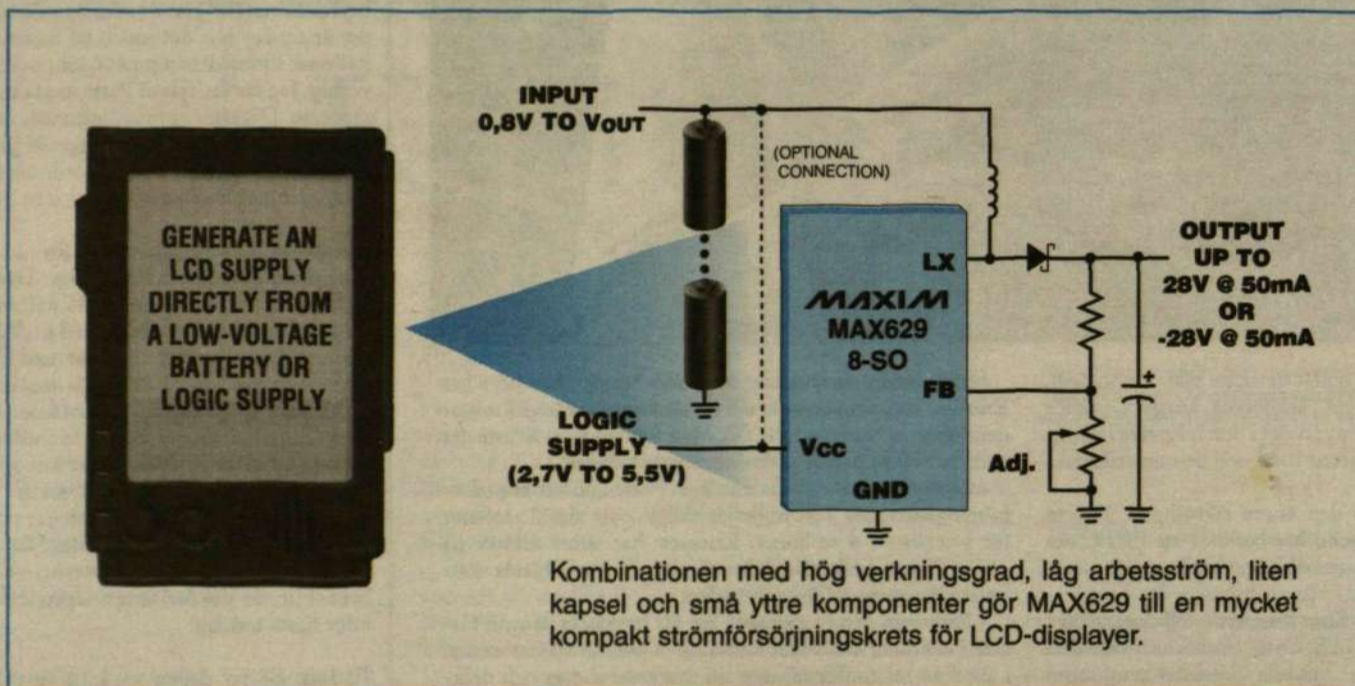 INPUT
0,8V TO VOUT
(OPTIONAL
CONNECTION)
GENERATE AN
LCD SUPPLY
DIRECTLY FROM
A LOW-VOLTAGE
BATTERY OR
LOGIC SUPPLY
LX
MAXIM
MAX629
8-SO
FB
Vcc
GND
LOGIC
SUPPLY
(2,7V TO 5,5V)
OUTPUT
UP TO
28V @ 50mA
OR
-28V @ 50mA
+
Adj.
Kombinationen med hög verkningsgrad, låg arbetsström, liten
kapsel och små yttre komponenter gör MAX629 till en mycket
kompakt strömförsörjningskrets för LCD-displayer.